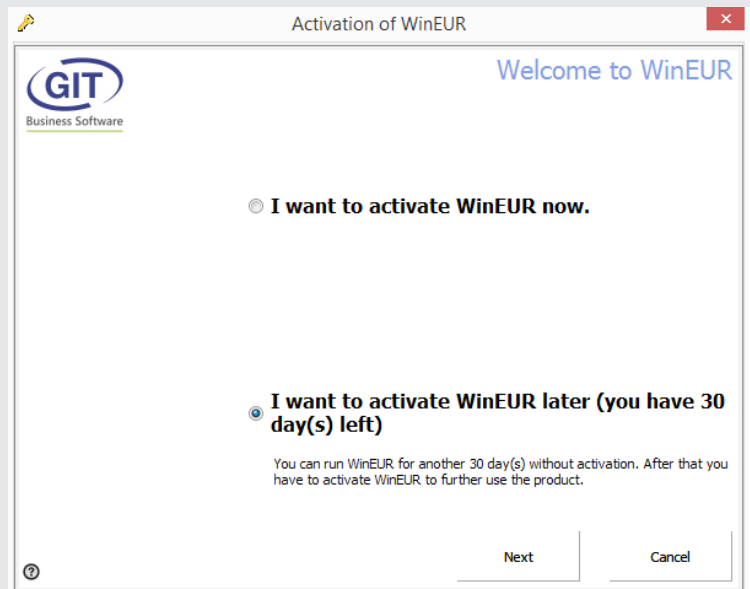 Activation of WinEUR
GIT
Business Software
Welcome to WinEUR
I want to activate WinEUR now.
I want to activate WinEUR later (you have 30
day(s) left)
You can run WinEUR for another 30 day(s) without activation. After that you
have to activate WinEUR to further use the product.
Next
Cancel